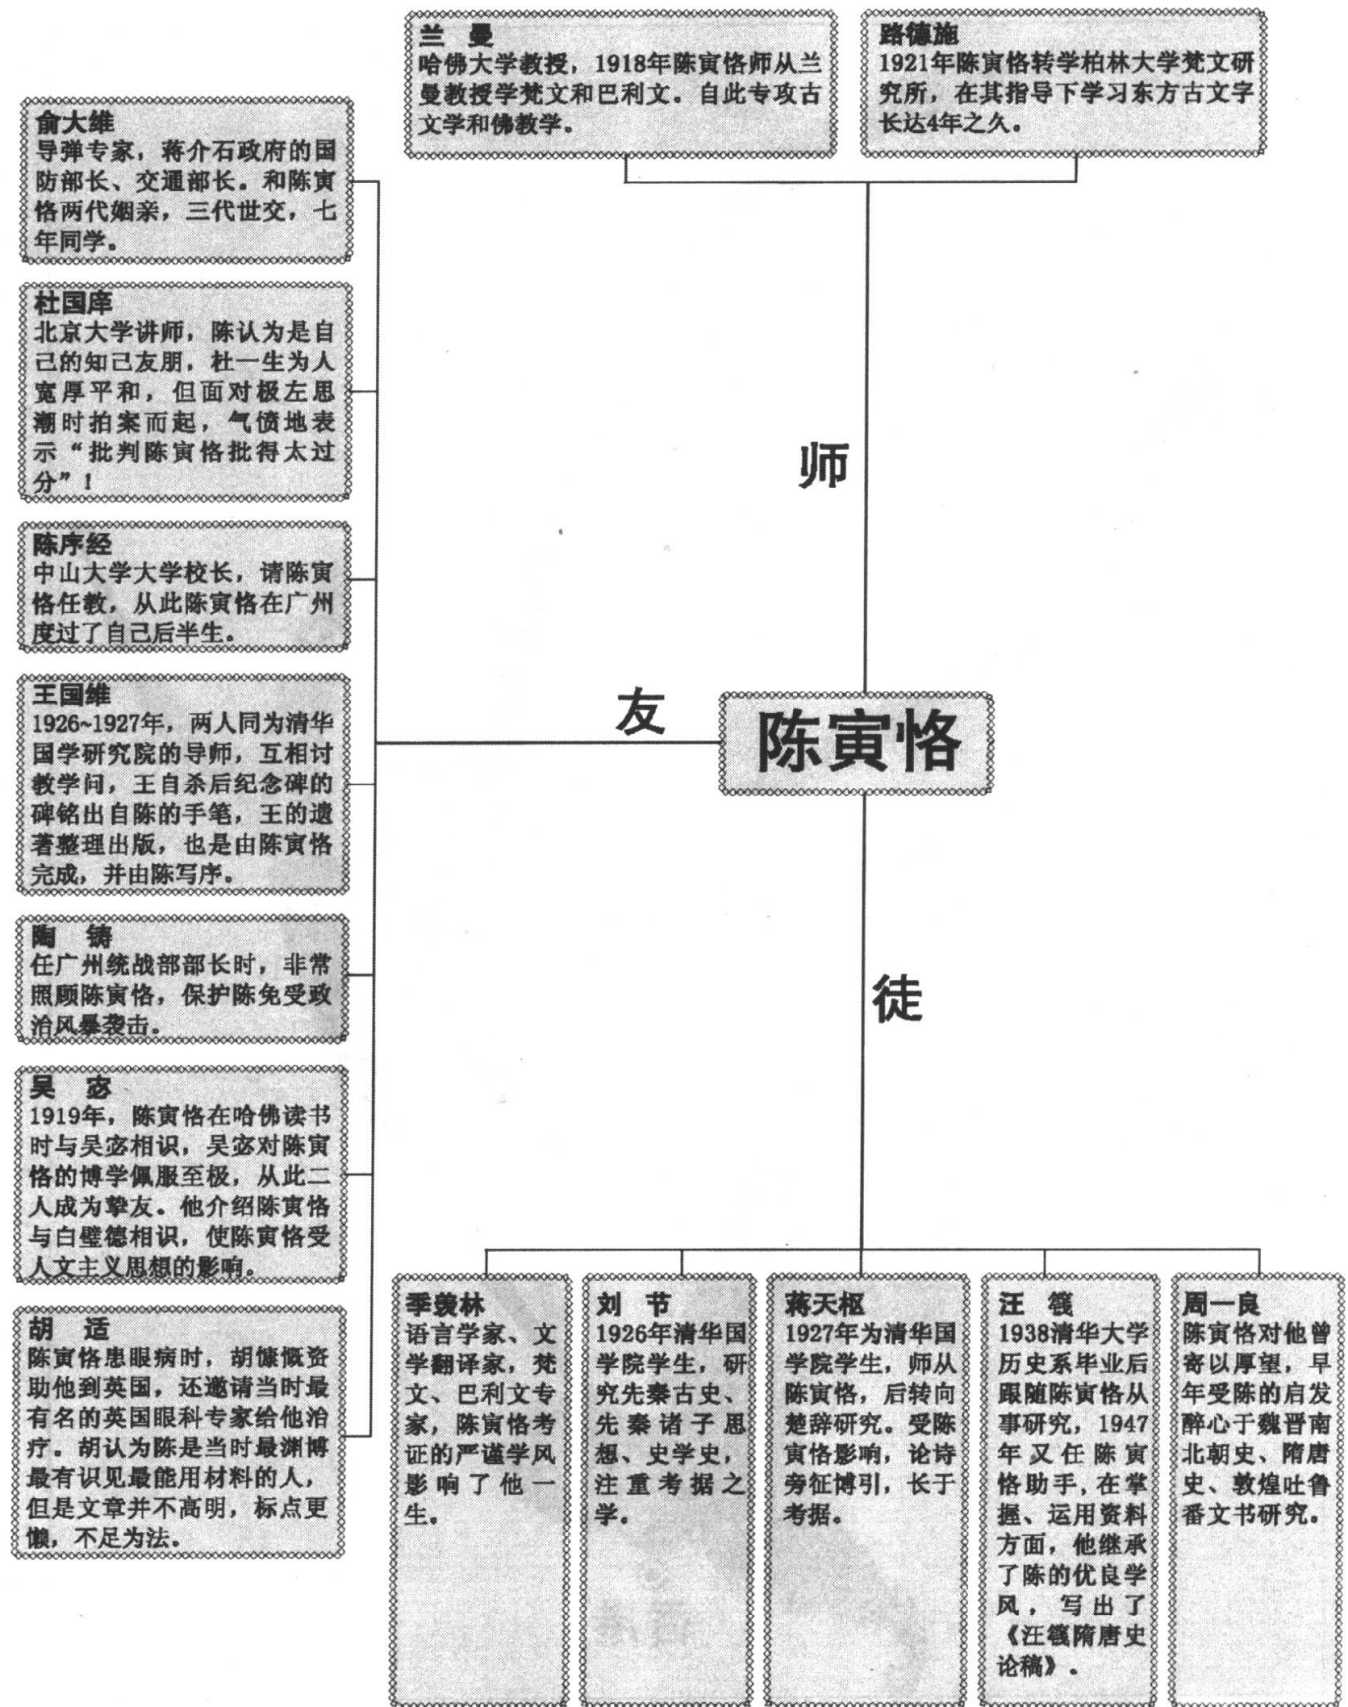 兰 曼
哈佛大学教授，1918年陈寅恪师从兰
曼教授学梵文和巴利文。自此专攻古
文学和佛教学。
路德施
1921年陈寅恪转学柏林大学梵文研
究所，在其指导下学习东方古文字
长达4年之久。
俞大维
导弹专家，蒋介石政府的国
防部长、交通部长。和陈寅
恪两代姻亲，三代世交，七
年同学。
杜国庠
北京大学讲师，陈认为是自
己的知己友朋，杜一生为人
宽厚平和，但面对极左思
潮时拍案而起，气愤地表
示“批判陈寅恪批得太过
分”！
陈序经
中山大学大学校长，请陈寅
恪任教，从此陈寅恪在广州
度过了自己后半生。
王国维
1926~1927年，两人同为清华
国学研究院的导师，互相讨
教学问，王自杀后纪念碑的
碑铭出自陈的手笔，王的遗
著整理出版，也是由陈寅恪
完成，并由陈写序。
陶 铸
任广州统战部部长时，非常
照顾陈寅恪，保护陈免受政
治风暴袭击。
吴 宓
1919年，陈寅恪在哈佛读书
时与吴宓相识，吴宓对陈寅
恪的博学佩服至极，从此二
人成为挚友。他介绍陈寅恪
与白璧德相识，使陈寅恪受
人文主义思想的影响。
胡 适
陈寅恪患眼病时，胡慷慨资
助他到英国，还邀请当时最
有名的英国眼科专家给他治
疗。胡认为陈是当时最渊博
最有识见最能用材料的人，
但是文章并不高明，标点更
懒，不足为法。
师
友
陈寅恪
徒
季羡林
语言学家、文
学翻译家，梵
文、巴利文专
家，陈寅恪考
证的严谨学风
影响了他一
生。
刘 节
1926年清华国
学院学生，研
究先秦古史、
先秦诸子思
想、史学史，
注重考据之
学。
蒋天枢
1927年为清华国
学院学生，师从
陈寅恪，后转向
楚辞研究。受陈
寅恪影响，论诗
旁征博引，长于
考据。
汪 篯
1938清华大学
历史系毕业后
跟随陈寅恪从
事研究，1947
年又任陈寅
恪助手，在掌
握、运用资料
方面，他继承
了陈的优良学
风，写出了
《汪篯隋唐史
论稿》。
周一良
陈寅恪对他曾
寄以厚望，早
年受陈的启发
醉心于魏晋南
北朝史、隋唐
史、敦煌吐鲁
番文书研究。